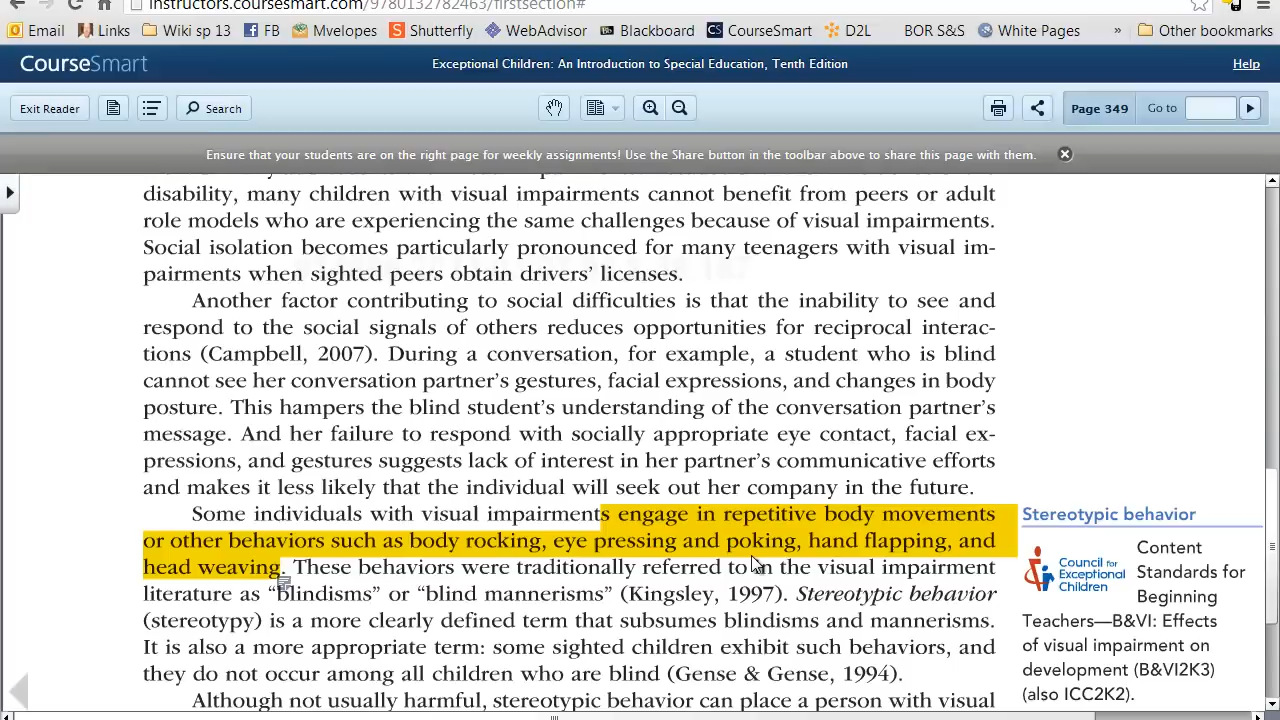 instructors.coursesmart.com/9780132782463/firstsection#
Email Links Wiki sp 13 FB Mvelopes Shutterfly WebAdvisor Blackboard CourseSmart D2L BOR S&S White Pages » Other bookmarks
CourseSmart Exceptional Children: An Introduction to Special Education, Tenth Edition Help
Exit Reader Search Page 349 Go to
Ensure that your students are on the right page for weekly assignments! Use the Share button in the toolbar above to share this page with them.
disability, many children with visual impairments cannot benefit from peers or adult
role models who are experiencing the same challenges because of visual impairments.
Social isolation becomes particularly pronounced for many teenagers with visual im-
pairments when sighted peers obtain drivers’ licenses.
Another factor contributing to social difficulties is that the inability to see and
respond to the social signals of others reduces opportunities for reciprocal interac-
tions (Campbell, 2007). During a conversation, for example, a student who is blind
cannot see her conversation partner’s gestures, facial expressions, and changes in body
posture. This hampers the blind student’s understanding of the conversation partner’s
message. And her failure to respond with socially appropriate eye contact, facial ex-
pressions, and gestures suggests lack of interest in her partner’s communicative efforts
and makes it less likely that the individual will seek out her company in the future.
Some individuals with visual impairments engage in repetitive body movements
or other behaviors such as body rocking, eye pressing and poking, hand flapping, and
head weaving. These behaviors were traditionally referred to in the visual impairment
literature as “blindisms” or “blind mannerisms” (Kingsley, 1997). Stereotypic behavior
(stereotypy) is a more clearly defined term that subsumes blindisms and mannerisms.
It is also a more appropriate term: some sighted children exhibit such behaviors, and
they do not occur among all children who are blind (Gense & Gense, 1994).
Although not usually harmful, stereotypic behavior can place a person with visual
Stereotypic behavior
Council for
Exceptional
Children
Content
Standards for
Beginning
Teachers—B&VI: Effects
of visual impairment on
development (B&VI2K3)
(also ICC2K2).